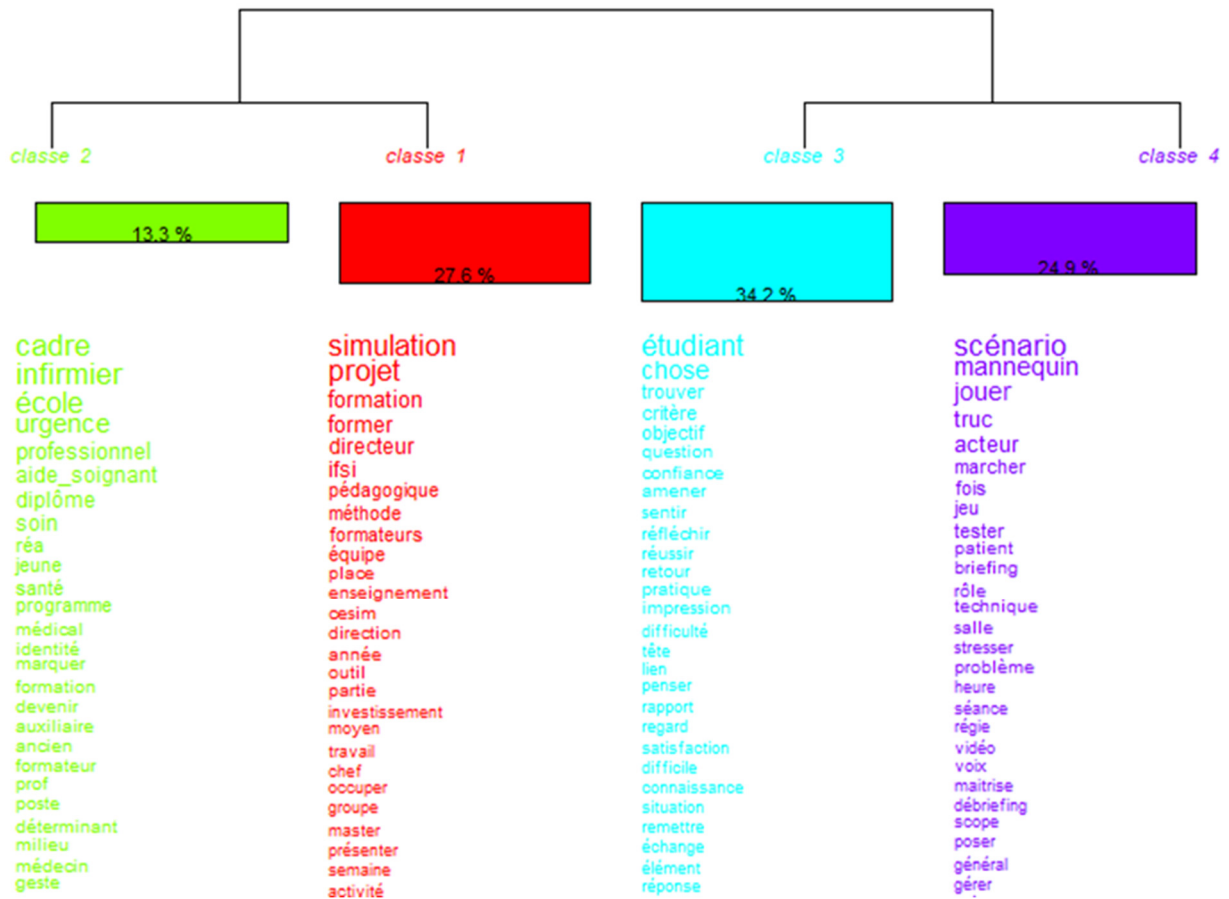 classe 2
classe 1
classe 3
classe 4
13.3 %
27.6 %
34.2 %
24.9 %
cadre
infirmier
école
urgence
professionnel
aide_soignant
diplôme
soin
réa
jeune
santé
programme
médical
identité
marquer
formation
devenir
auxiliaire
ancien
formateur
prof
poste
déterminant
milieu
médecin
geste
simulation
projet
formation
former
directeur
ifsi
pédagogique
méthode
formateurs
équipe
place
enseignement
cesim
direction
année
outil
partie
investissement
moyen
travail
chef
occuper
groupe
master
présenter
semaine
activité
étudiant
chose
trouver
critère
objectif
question
confiance
amener
sentir
réfléchir
réussir
retour
pratique
impression
difficulté
tête
lien
penser
rapport
regard
satisfaction
difficile
connaissance
situation
remettre
échange
élément
réponse
scénario
mannequin
jouer
truc
acteur
marcher
fois
jeu
tester
patient
briefing
rôle
technique
salle
stresser
problème
heure
séance
régie
vidéo
voix
maitrise
débriefing
scope
poser
général
gérer